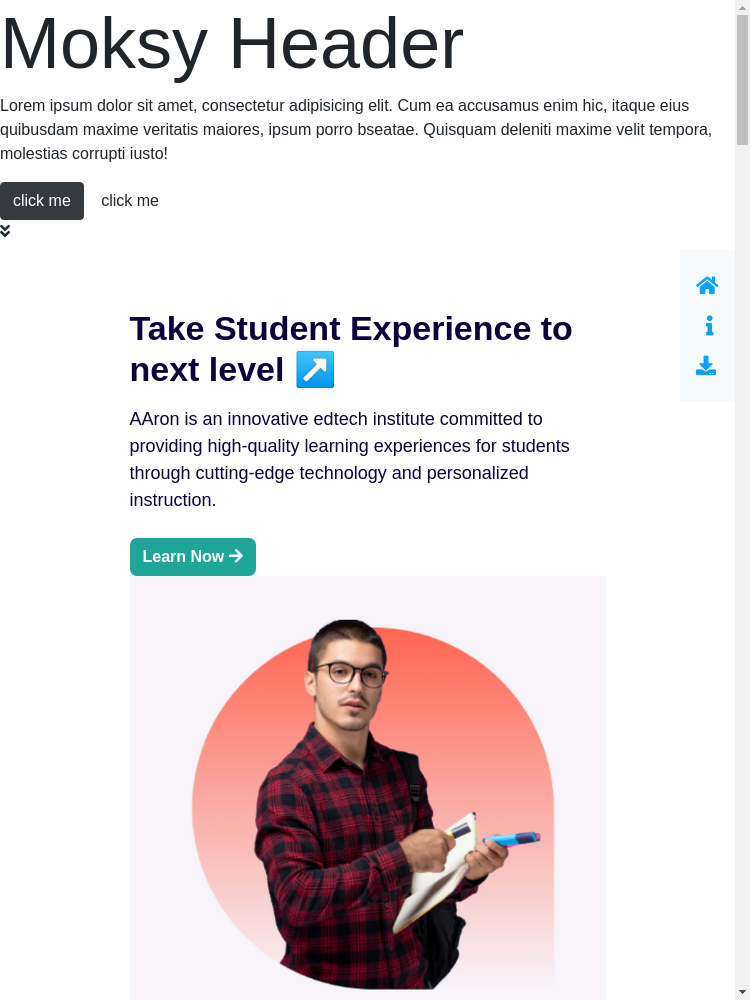 Moksy Header
Lorem ipsum dolor sit amet, consectetur adipisicing elit. Cum ea accusamus enim hic, itaque eius
quibusdam maxime veritatis maiores, ipsum porro bseatae. Quisquam deleniti maxime velit tempora,
molestias corrupti iusto!
click me click me
Take Student Experience to
next level ↗
AAron is an innovative edtech institute committed to
providing high-quality learning experiences for students
through cutting-edge technology and personalized
instruction.
Learn Now →